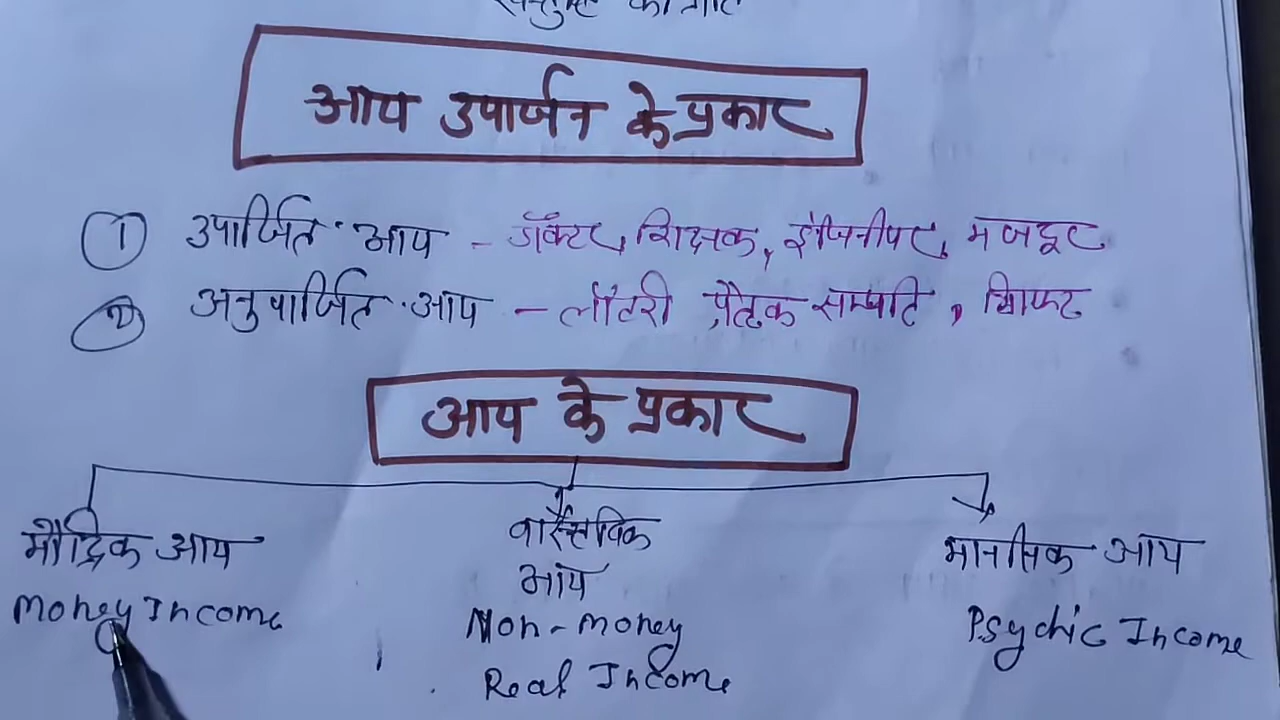 आय उपार्जन के प्रकार
① उपार्जित आय - डॉक्टर, शिक्षक, इंजिनीयर, मजदूर
② अनुपार्जित आय - लौटरी पैतृक सम्पति, गिफ्ट
आय के प्रकार
मौद्रिक आय
Money Income
वास्तविक
आय
Non-money
Real Income
मानसिक आय
Psychic Income